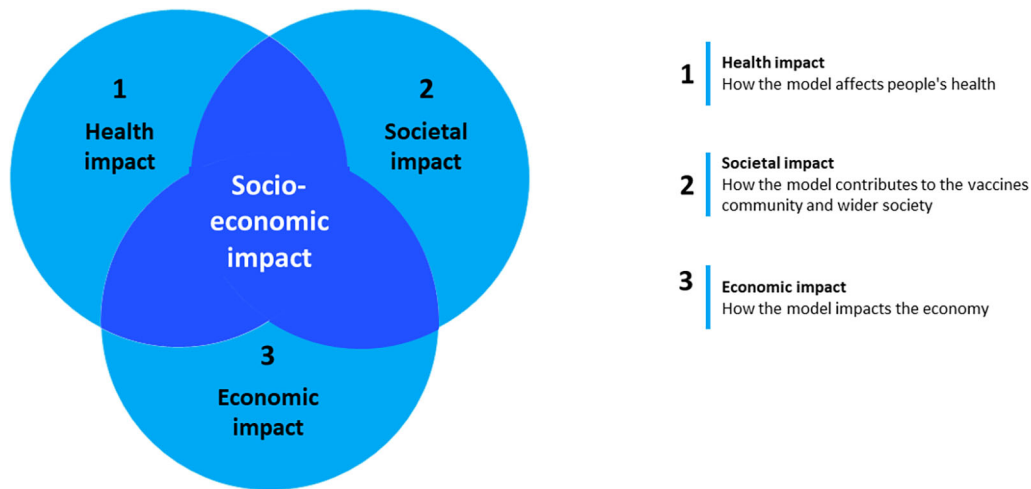 1
Health
impact
2
Societal
impact
Socio-
economic
impact
3
Economic
impact
1
Health impact
How the model affects people's health
2
Societal impact
How the model contributes to the vaccines
community and wider society
3
Economic impact
How the model impacts the economy